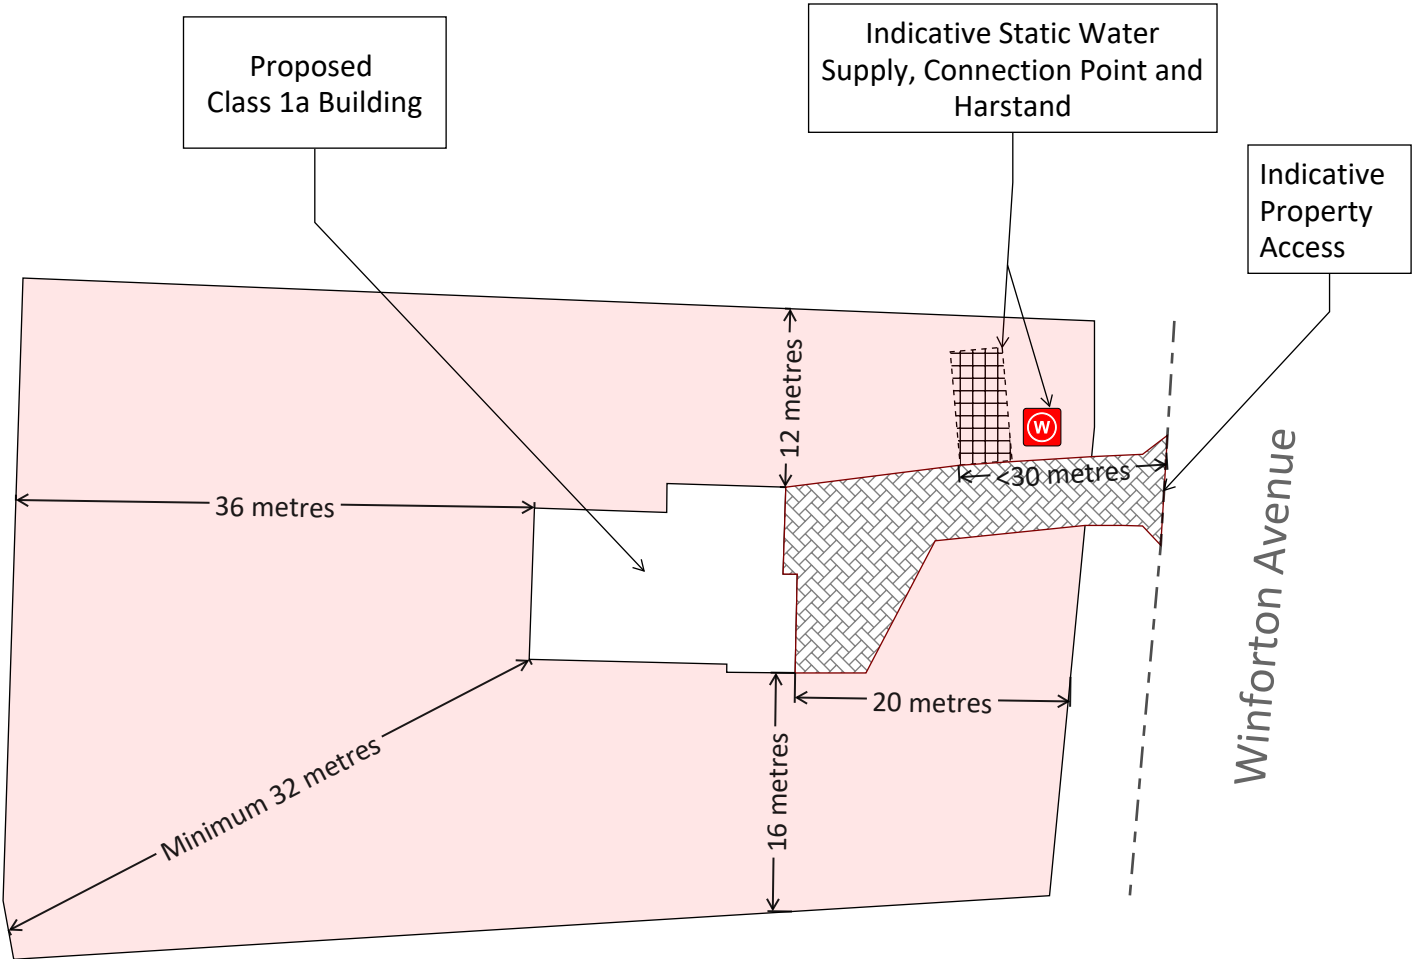 Proposed
Class 1a Building
Indicative Static Water
Supply, Connection Point and
Harstand
Indicative
Property
Access
12 metres
W
<30 metres
36 metres
20 metres
Minimum 32 metres
16 metres
Winforton Avenue